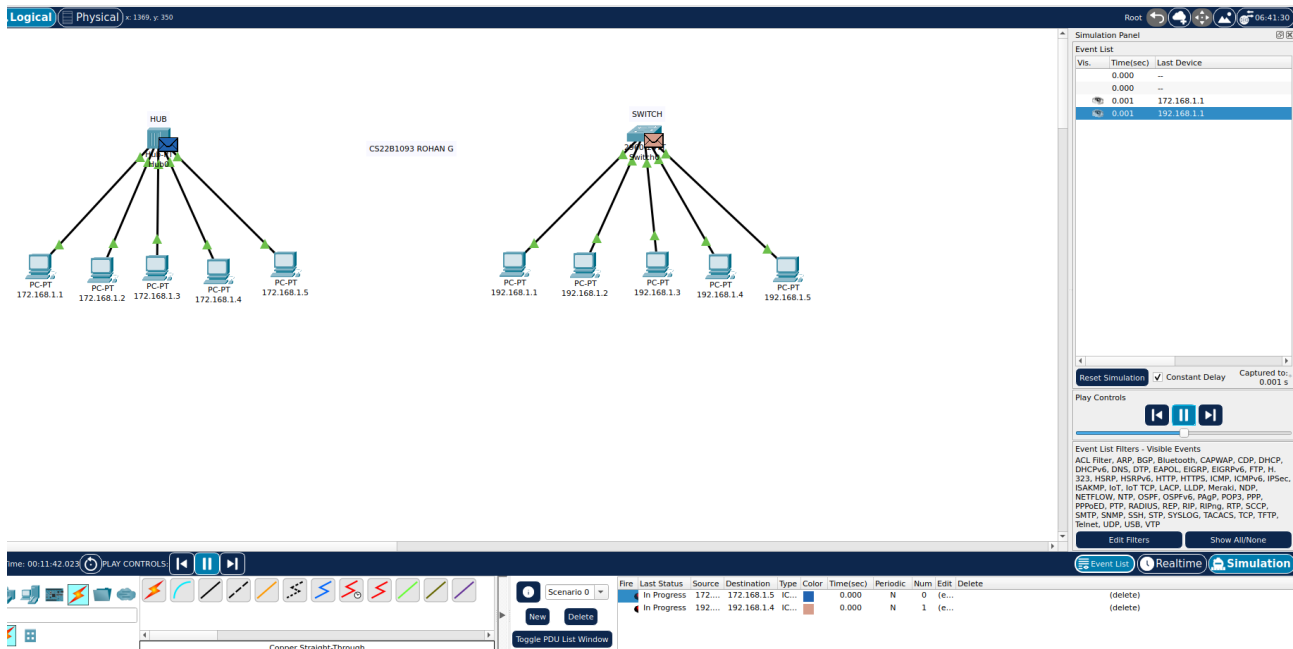 Logical Physical x: 1369, y: 350 Root 06:41:30
Simulation Panel
Event List
Vis. Time(sec) Last Device
0.000 --
0.000 --
0.001 172.168.1.1
0.001 192.168.1.1
HUB
Hub0
PC-PT
172.168.1.1
PC-PT
172.168.1.2
PC-PT
172.168.1.3
PC-PT
172.168.1.4
PC-PT
172.168.1.5
CS22B1093 ROHAN G
SWITCH
PC-PT
192.168.1.1
PC-PT
192.168.1.2
PC-PT
192.168.1.3
PC-PT
192.168.1.4
PC-PT
192.168.1.5
Reset Simulation Constant Delay Captured to:
0.001 s
Play Controls
Event List Filters - Visible Events
ACL Filter, ARP, BGP, Bluetooth, CAPWAP, CDP, DHCP,
DHCPv6, DNS, DTP, EAPOL, EIGRP, EIGRPv6, FTP, H.
323, HSRP, HSRPv6, HTTP, HTTPS, ICMP, ICMPv6, IPSec,
ISAKMP, IoT, IoT TCP, LACP, LLDP, Meraki, NDP,
NETFLOW, NTP, OSPF, OSPFv6, PAgP, POP3, PPP,
PPPoED, PTP, RADIUS, REP, RIP, RIPng, RTP, SCCP,
SMTP, SNMP, SSH, STP, SYSLOG, TACACS, TCP, TFTP,
Telnet, UDP, USB, VTP
Edit Filters Show All/None
Time: 00:11:42.023 PLAY CONTROLS: Event List Realtime Simulation
Scenario 0
New Delete
Toggle PDU List Window
Fire Last Status Source Destination Type Color Time(sec) Periodic Num Edit Delete
In Progress 172.... 172.168.1.5 IC... 0.000 N 0 (e... (delete)
In Progress 192.... 192.168.1.4 IC... 0.000 N 1 (e... (delete)
Copper Straight-Through